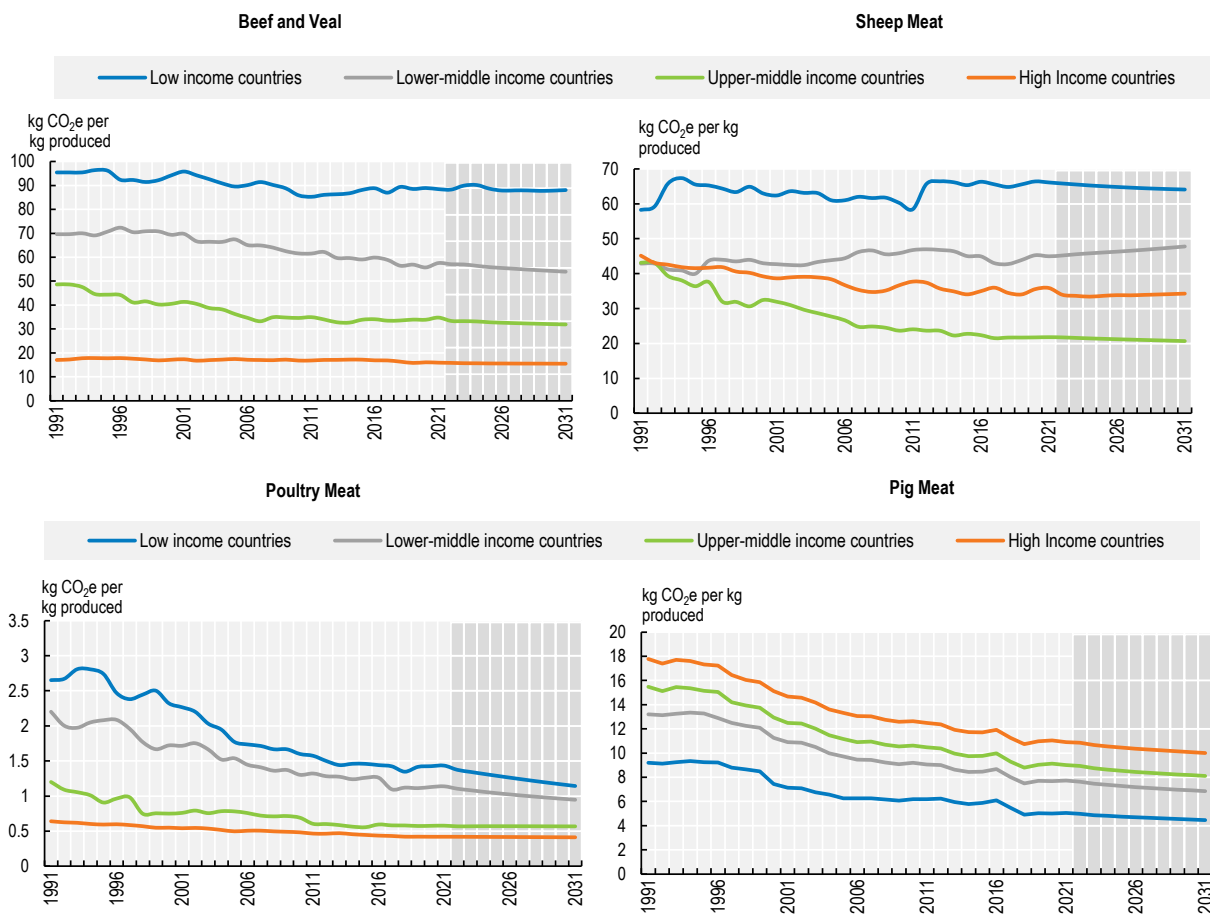 Beef and Veal
Sheep Meat
Low income countries Lower-middle income countries Upper-middle income countries High Income countries
kg CO₂e per
kg produced
100
90
80
70
60
50
40
30
20
10
0
1991 1996 2001 2006 2011 2016 2021 2026 2031
kg CO₂e per kg
produced
70
60
50
40
30
20
10
0
1991 1996 2001 2006 2011 2016 2021 2026 2031
Poultry Meat
Pig Meat
Low income countries Lower-middle income countries Upper-middle income countries High Income countries
kg CO₂e per
kg produced
3.5
3
2.5
2
1.5
1
0.5
0
1991 1996 2001 2006 2011 2016 2021 2026 2031
kg CO₂e per kg
produced
20
18
16
14
12
10
8
6
4
2
0
1991 1996 2001 2006 2011 2016 2021 2026 2031